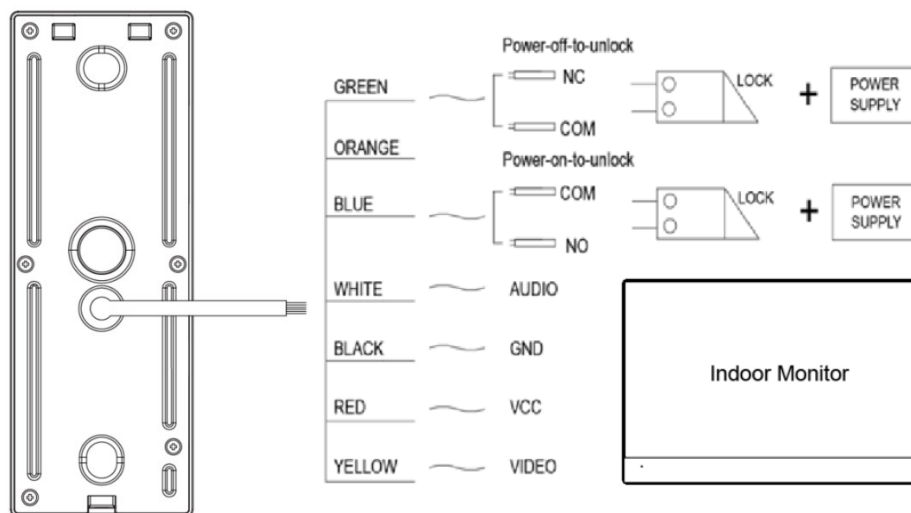 Power-off-to-unlock
GREEN
NC
LOCK
+
POWER
SUPPLY
COM
ORANGE
Power-on-to-unlock
BLUE
COM
LOCK
+
POWER
SUPPLY
NO
WHITE
AUDIO
BLACK
GND
Indoor Monitor
RED
VCC
YELLOW
VIDEO